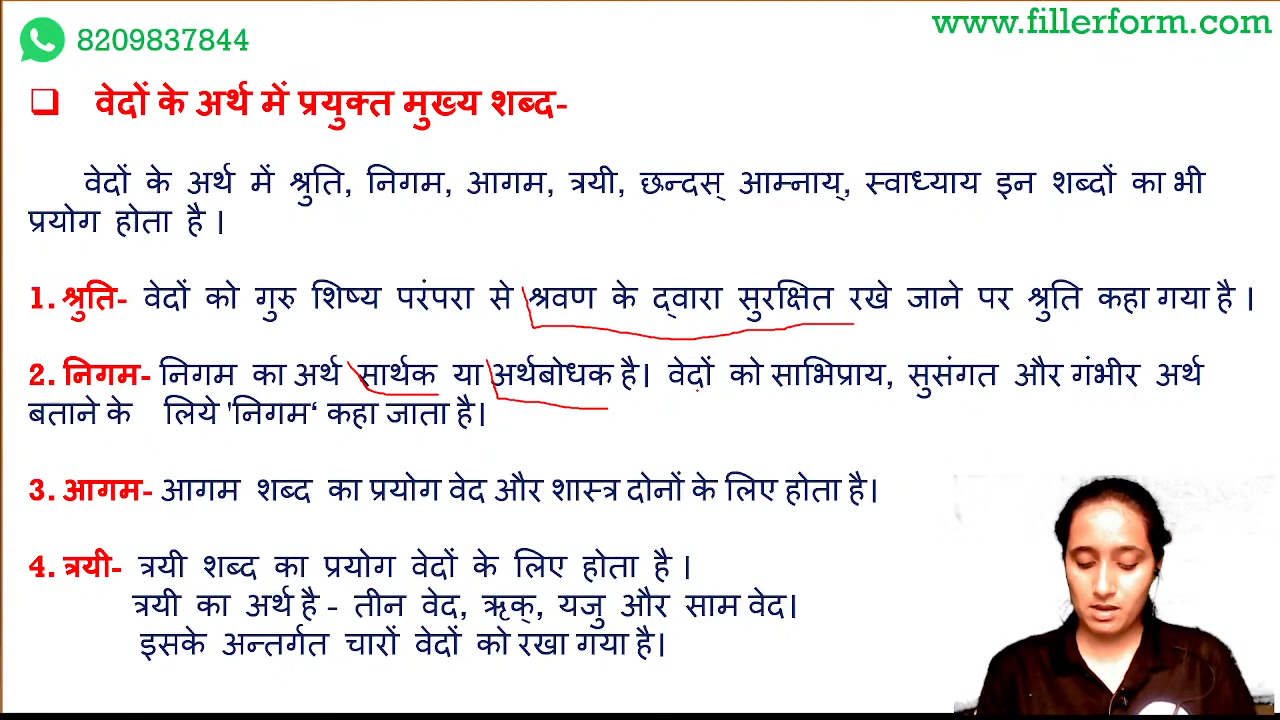 8209837844
www.fillerform.com
❑ वेदों के अर्थ में प्रयुक्त मुख्य शब्द-
वेदों के अर्थ में श्रुति, निगम, आगम, त्रयी, छन्दस् आम्नाय्, स्वाध्याय इन शब्दों का भी
प्रयोग होता है ।
1. श्रुति- वेदों को गुरु शिष्य परंपरा से श्रवण के द्वारा सुरक्षित रखे जाने पर श्रुति कहा गया है ।
2. निगम- निगम का अर्थ सार्थक या अर्थबोधक है। वेदों को साभिप्राय, सुसंगत और गंभीर अर्थ
बताने के लिये 'निगम‘ कहा जाता है।
3. आगम- आगम शब्द का प्रयोग वेद और शास्त्र दोनों के लिए होता है।
4. त्रयी- त्रयी शब्द का प्रयोग वेदों के लिए होता है ।
त्रयी का अर्थ है – तीन वेद, ऋक्, यजु और साम वेद।
इसके अन्तर्गत चारों वेदों को रखा गया है।